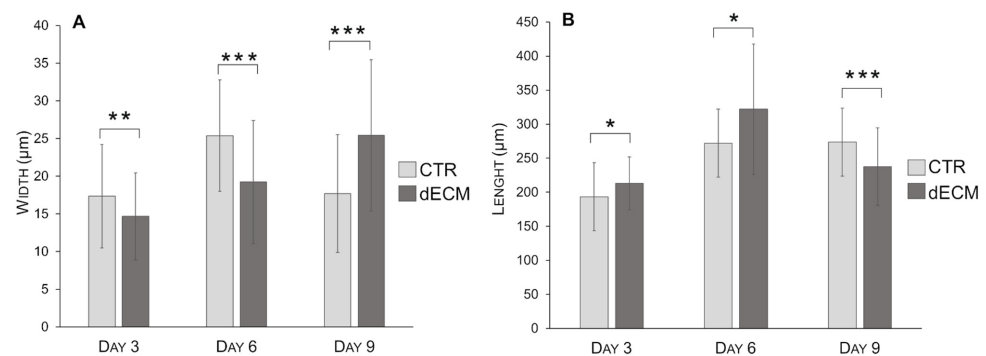 A
WIDTH (µm)
40
35
30
25
20
15
10
5
0
**
***
***
DAY 3
DAY 6
DAY 9
CTR
dECM
B
LENGHT (µm)
450
400
350
300
250
200
150
100
50
0
*
*
***
DAY 3
DAY 6
DAY 9
CTR
dECM